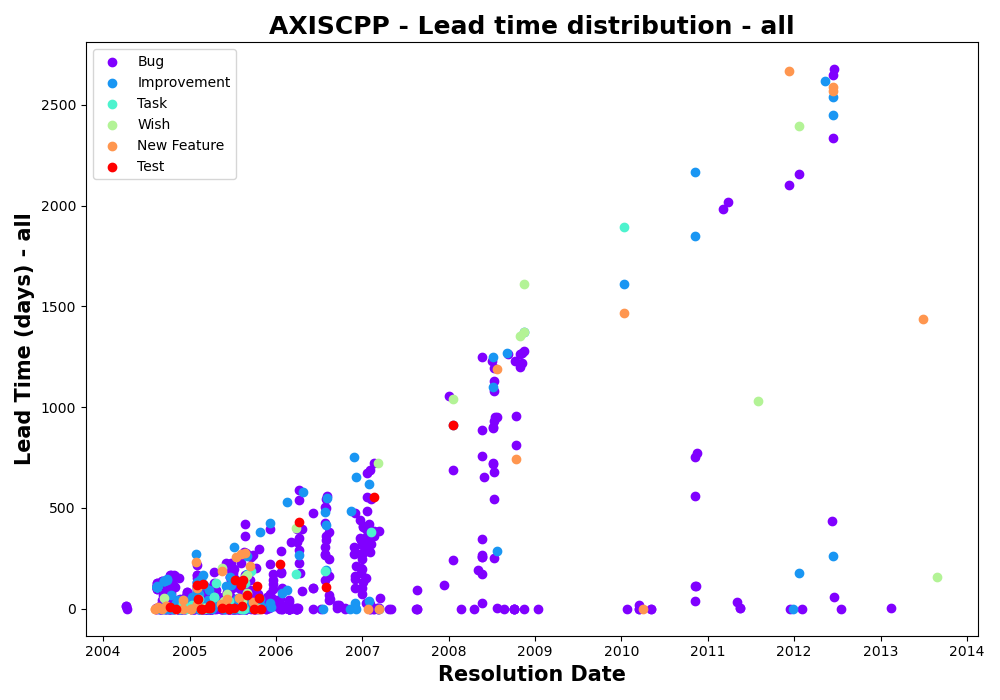 AXISCPP - Lead time distribution - all
Bug
Improvement
Task
Wish
New Feature
Test
Lead Time (days) - all
2500
2000
1500
1000
500
0
2004 2005 2006 2007 2008 2009 2010 2011 2012 2013 2014
Resolution Date